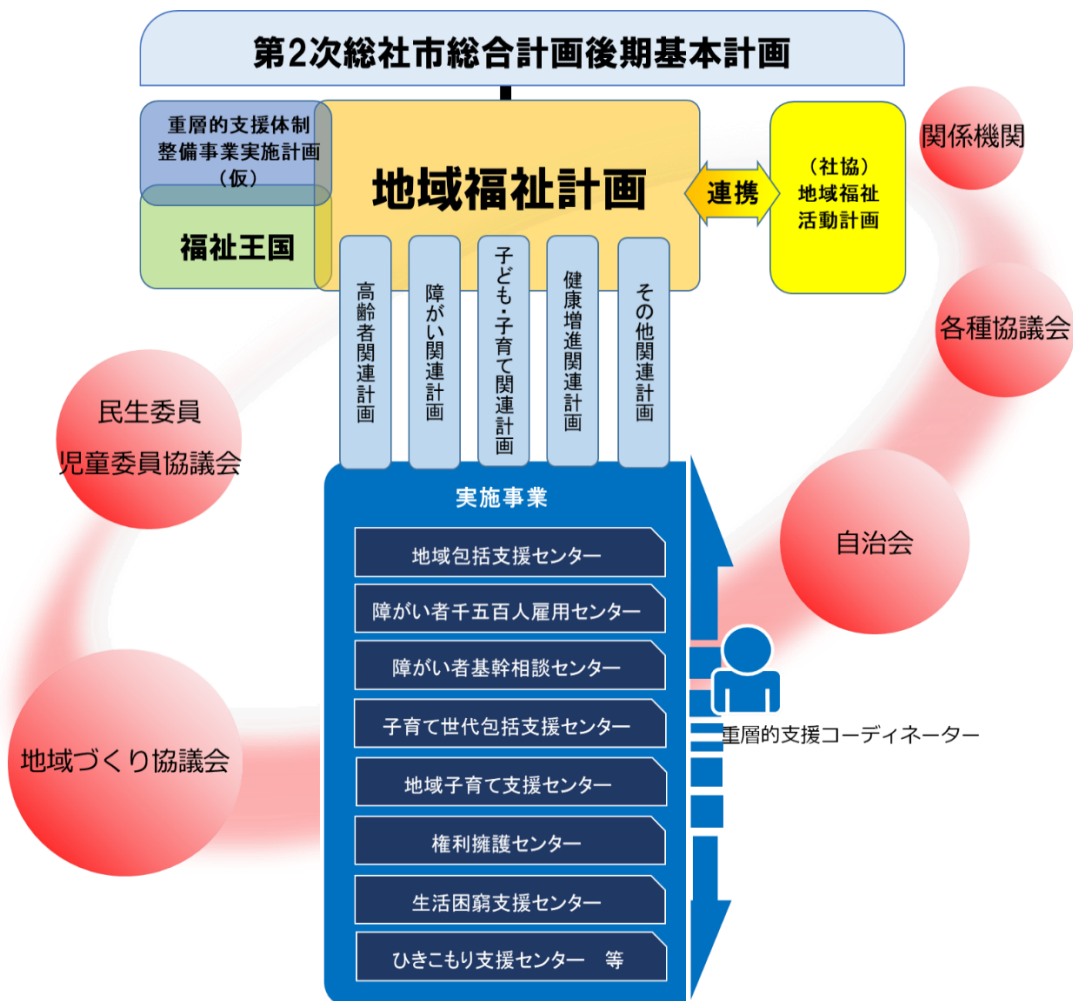 第2次総社市総合計画後期基本計画
重層的支援体制
整備事業実施計画
（仮）
福祉王国
地域福祉計画
連携
（社協）
地域福祉
活動計画
関係機関
各種協議会
自治会
高齢者関連計画
障がい関連計画
子ども・子育て関連計画
健康増進関連計画
その他関連計画
民生委員
児童委員協議会
地域づくり協議会
実施事業
地域包括支援センター
障がい者千五百人雇用センター
障がい者基幹相談センター
子育て世代包括支援センター
地域子育て支援センター
権利擁護センター
生活困窮支援センター
ひきこもり支援センター　等
重層的支援コーディネーター